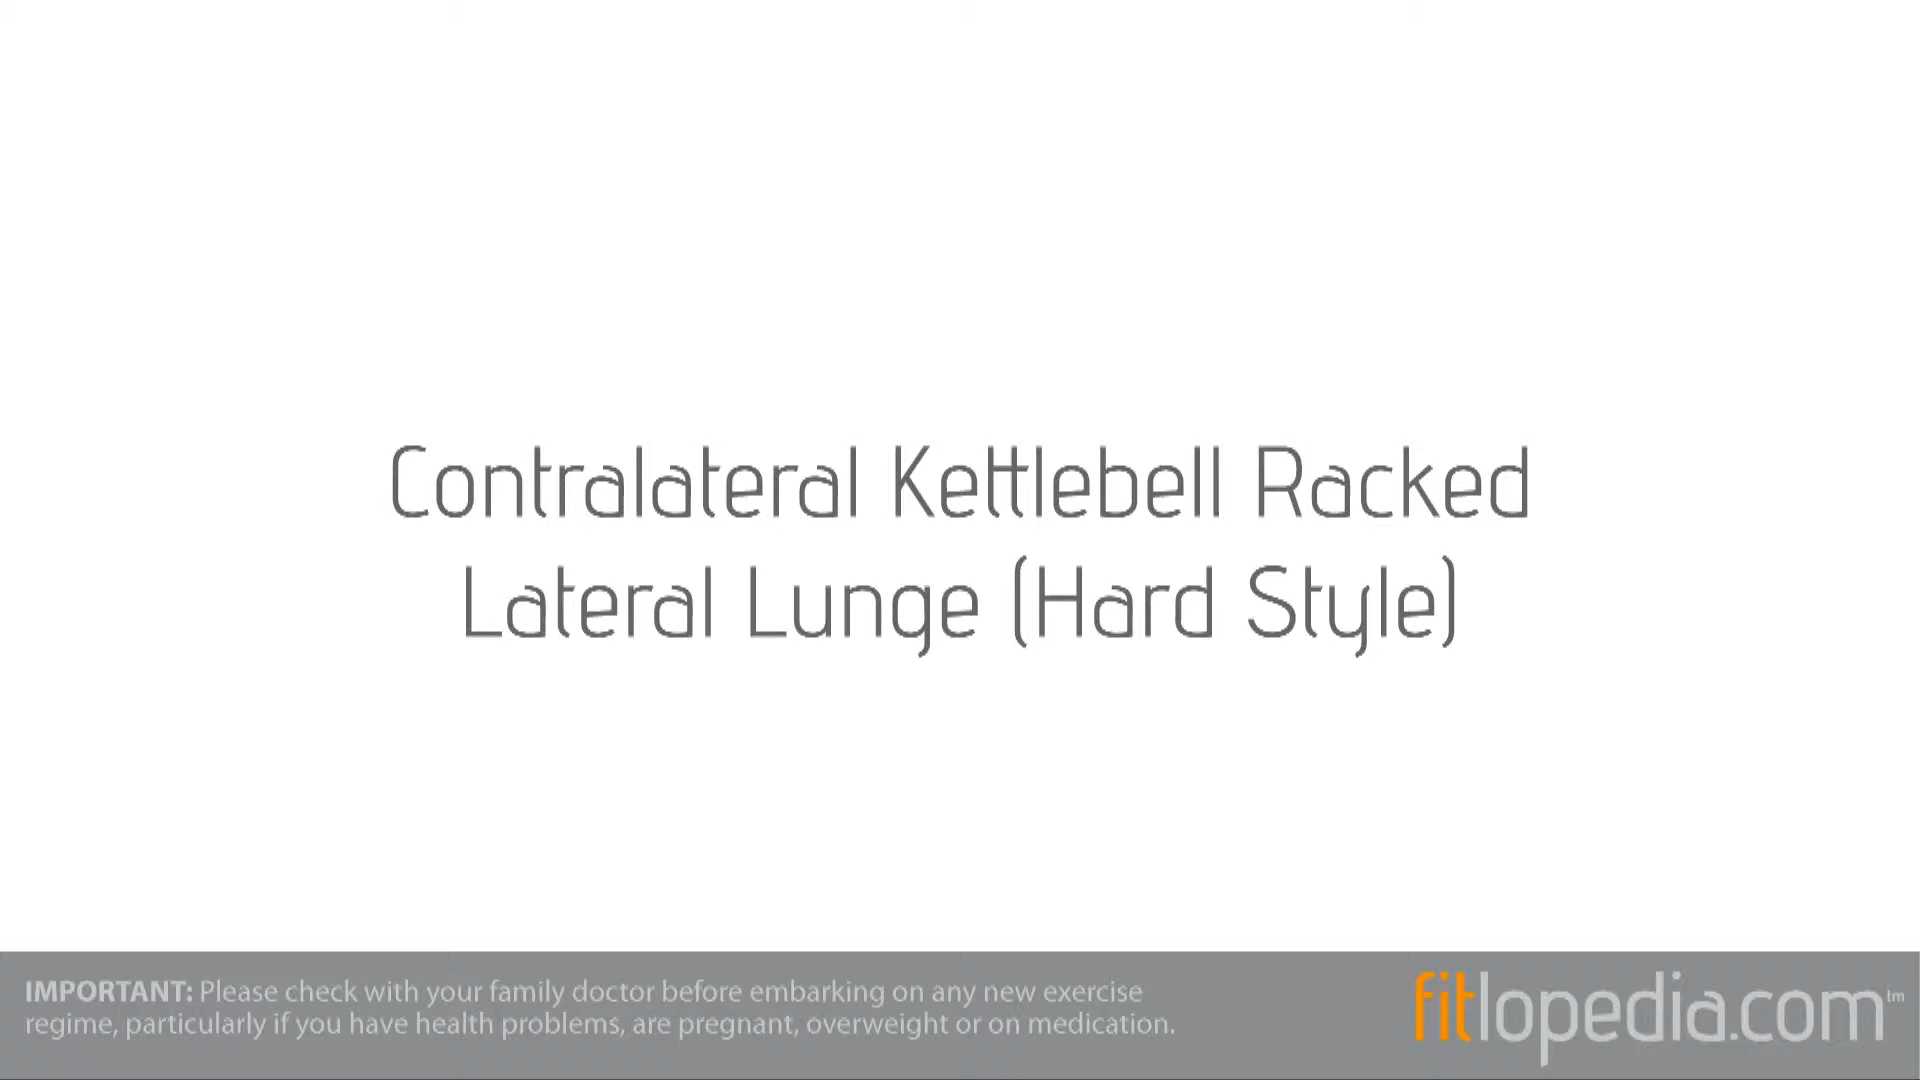 Contralateral Kettlebell Racked
Lateral Lunge (Hard Style)
IMPORTANT: Please check with your family doctor before embarking on any new exercise
regime, particularly if you have health problems, are pregnant, overweight or on medication.
fitlopedia.com™